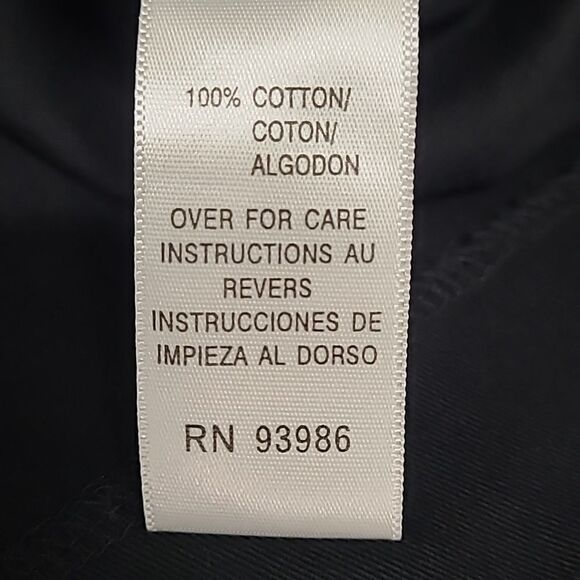 100% COTTON/
COTON/
ALGODON
OVER FOR CARE
INSTRUCTIONS AU
REVERS
INSTRUCCIONES DE
IMPIEZA AL DORSO
RN 93986